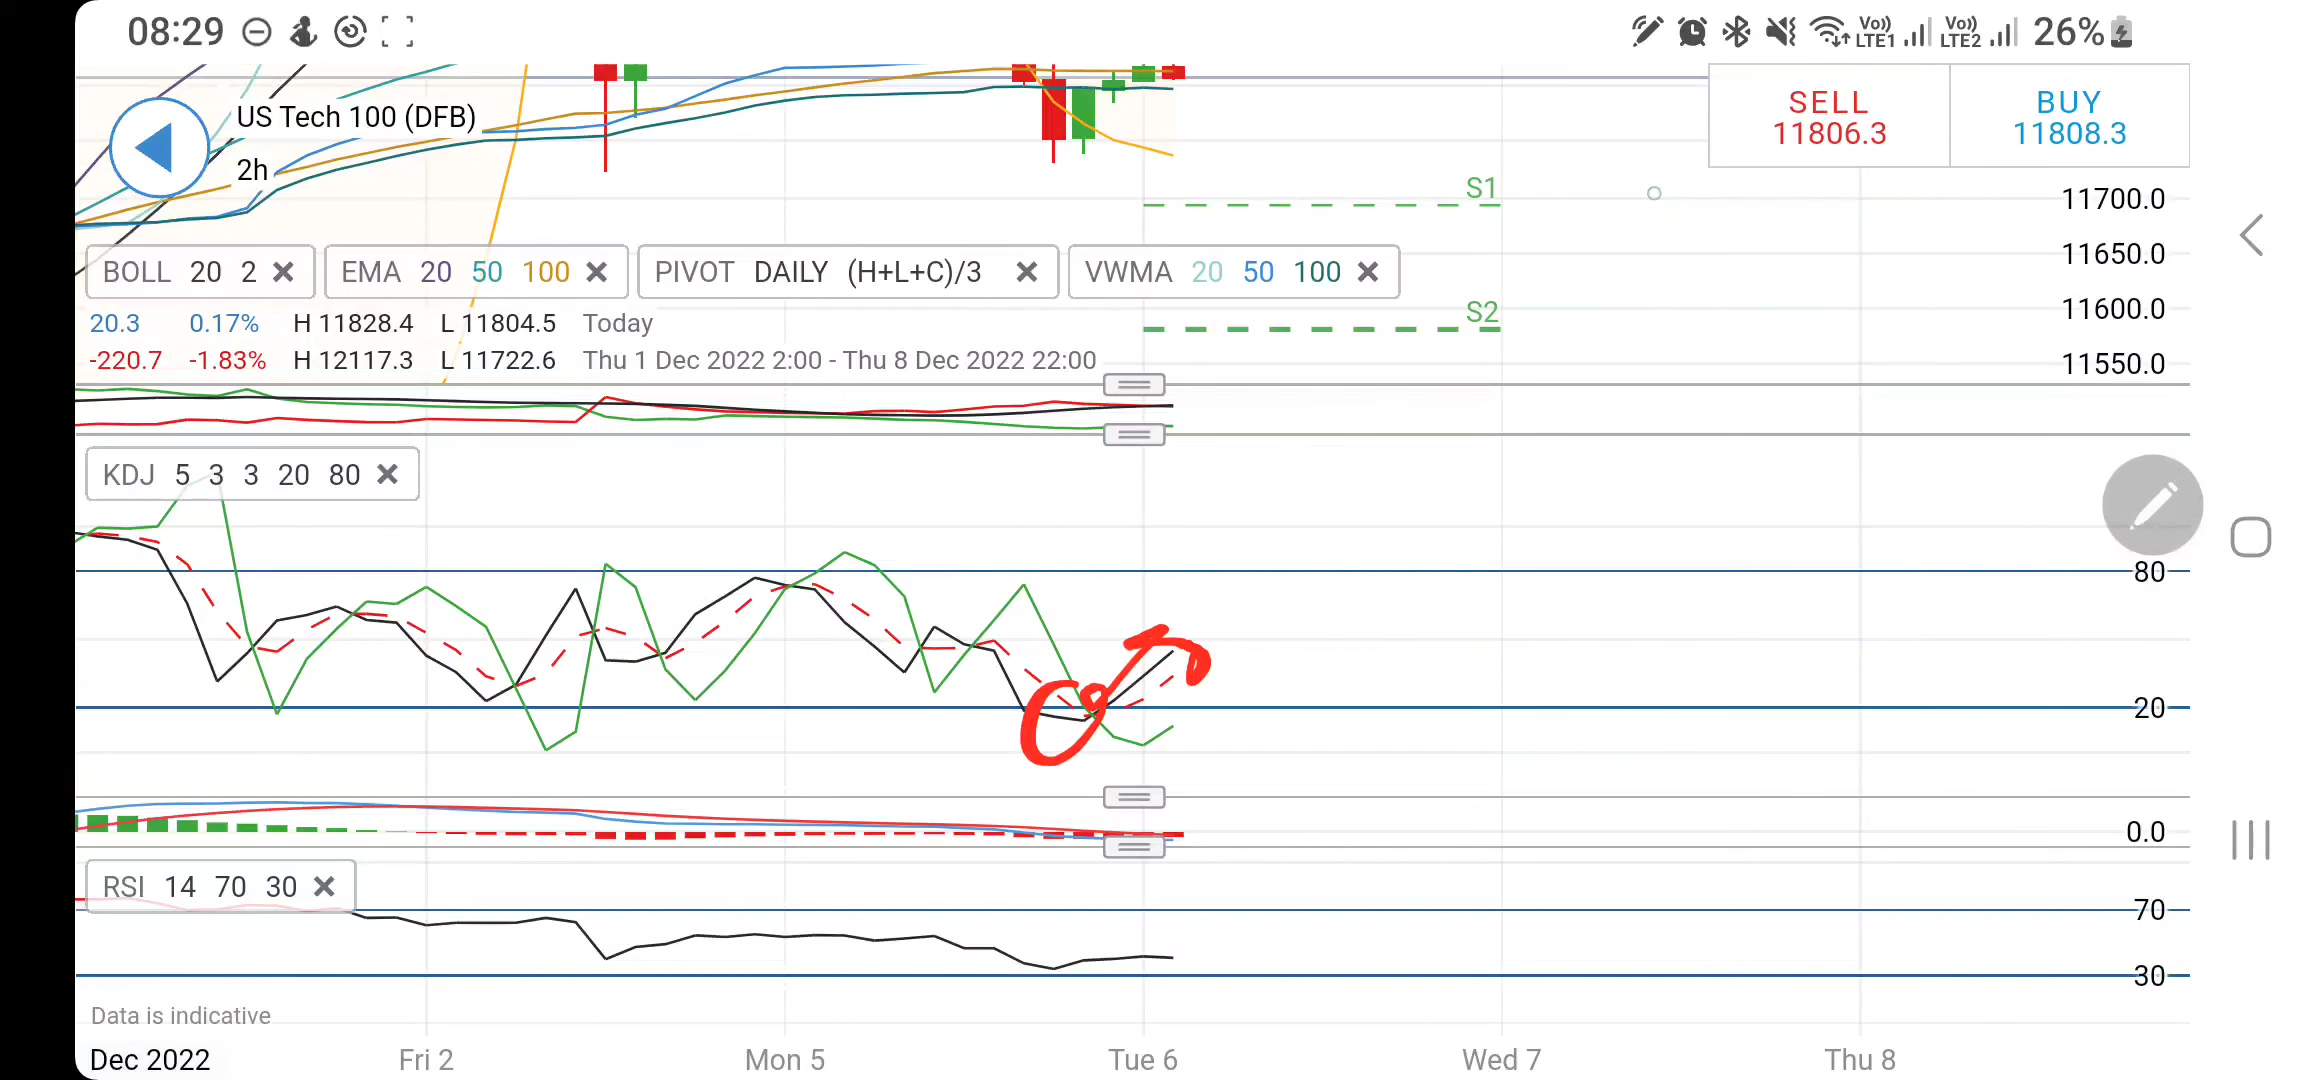 08:29
Vo)) LTE1 Vo)) LTE2 26%
US Tech 100 (DFB)
2h
SELL
11806.3
BUY
11808.3
S1
11700.0
11650.0
BOLL 20 2 EMA 20 50 100 PIVOT DAILY (H+L+C)/3 VWMA 20 50 100
S2
11600.0
20.3 0.17% H 11828.4 L 11804.5 Today
-220.7 -1.83% H 12117.3 L 11722.6 Thu 1 Dec 2022 2:00 - Thu 8 Dec 2022 22:00
11550.0
KDJ 5 3 3 20 80
80
20
0.0
RSI 14 70 30
70
30
Data is indicative
Dec 2022 Fri 2 Mon 5 Tue 6 Wed 7 Thu 8